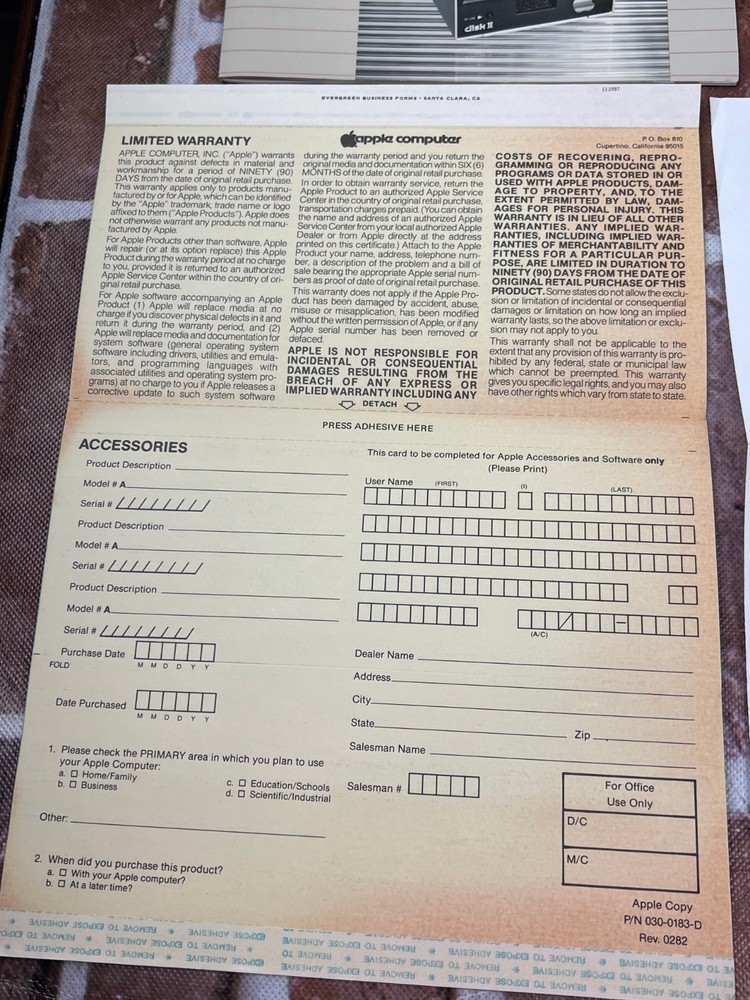 disk II
112097
EVERGREEN BUSINESS FORMS • SANTA CLARA, CA
LIMITED WARRANTY
APPLE COMPUTER, INC. ("Apple") warrants
this product against defects in material and
workmanship for a period of NINETY (90)
DAYS from the date of original retail purchase.
This warranty applies only to products manu-
factured by or for Apple, which can be identified
by the "Apple" trademark, trade name or logo
affixed to them ("Apple Products"). Apple does
not otherwise warrant any products not manu-
factured by Apple.
For Apple Products other than software, Apple
will repair (or at its option replace) this Apple
Product during the warranty period at no charge
to you, provided it is returned to an authorized
Apple Service Center within the country of ori-
ginal retail purchase.
For Apple software accompanying an Apple
Product (1) Apple will replace media at no
charge if you discover physical defects in it and
return it during the warranty period, and (2)
Apple will replace media and documentation for
system software (general operating system
software including drivers, utilities and emula-
tors, and programming languages with
associated utilities and operating system pro-
grams) at no charge to you if Apple releases a
corrective update to such system software
apple computer
during the warranty period and you return the
original media and documentation within SIX (6)
MONTHS of the date of original retail purchase.
In order to obtain warranty service, return the
Apple Product to an authorized Apple Service
Center in the country of original retail purchase,
transportation charges prepaid. (You can obtain
the name and address of an authorized Apple
Service Center from your local authorized Apple
Dealer or from Apple directly at the address
printed on this certificate.) Attach to the Apple
Product your name, address, telephone num-
ber, a description of the problem and a bill of
sale bearing the appropriate Apple serial num-
bers as proof of date of original retail purchase.
This warranty does not apply if the Apple Pro-
duct has been damaged by accident, abuse,
misuse or misapplication, has been modified
without the written permission of Apple, or if any
Apple serial number has been removed or
defaced.
APPLE IS NOT RESPONSIBLE FOR
INCIDENTAL OR CONSEQUENTIAL
DAMAGES RESULTING FROM THE
BREACH OF ANY EXPRESS OR
IMPLIED WARRANTY INCLUDING ANY
P.O. Box 810
Cupertino, California 95015
COSTS OF RECOVERING, REPRO-
GRAMMING OR REPRODUCING ANY
PROGRAMS OR DATA STORED IN OR
USED WITH APPLE PRODUCTS, DAM-
AGE TO PROPERTY, AND, TO THE
EXTENT PERMITTED BY LAW, DAM-
AGES FOR PERSONAL INJURY. THIS
WARRANTY IS IN LIEU OF ALL OTHER
WARRANTIES. ANY IMPLIED WAR-
RANTIES, INCLUDING IMPLIED WAR-
RANTIES OF MERCHANTABILITY AND
FITNESS FOR A PARTICULAR PUR-
POSE, ARE LIMITED IN DURATION TO
NINETY (90) DAYS FROM THE DATE OF
ORIGINAL RETAIL PURCHASE OF THIS
PRODUCT. Some states do not allow the exclu-
sion or limitation of incidental or consequential
damages or limitation on how long an implied
warranty lasts, so the above limitation or exclu-
sion may not apply to you.
This warranty shall not be applicable to the
extent that any provision of this warranty is pro-
hibited by any federal, state or municipal law
which cannot be preempted. This warranty
gives you specific legal rights, and you may also
have other rights which vary from state to state.
DETACH
PRESS ADHESIVE HERE
ACCESSORIES
Product Description
Model # A
Serial #
Product Description
Model # A
Serial #
Product Description
Model # A
Serial #
Purchase Date
M M D D Y Y
FOLD
Date Purchased
M M D D Y Y
1. Please check the PRIMARY area in which you plan to use
your Apple Computer:
a. □ Home/Family
b. □ Business
c. □ Education/Schools
d. □ Scientific/Industrial
Other:
2. When did you purchase this product?
a. □ With your Apple computer?
b. □ At a later time?
This card to be completed for Apple Accessories and Software only
(Please Print)
User Name (FIRST) (I) (LAST)
(A/C)
Dealer Name
Address
City
State Zip
Salesman Name
Salesman #
For Office
Use Only
D/C
M/C
Apple Copy
P/N 030-0183-D
Rev. 0282
REMOVE TO EXPOSE ADHESIVE